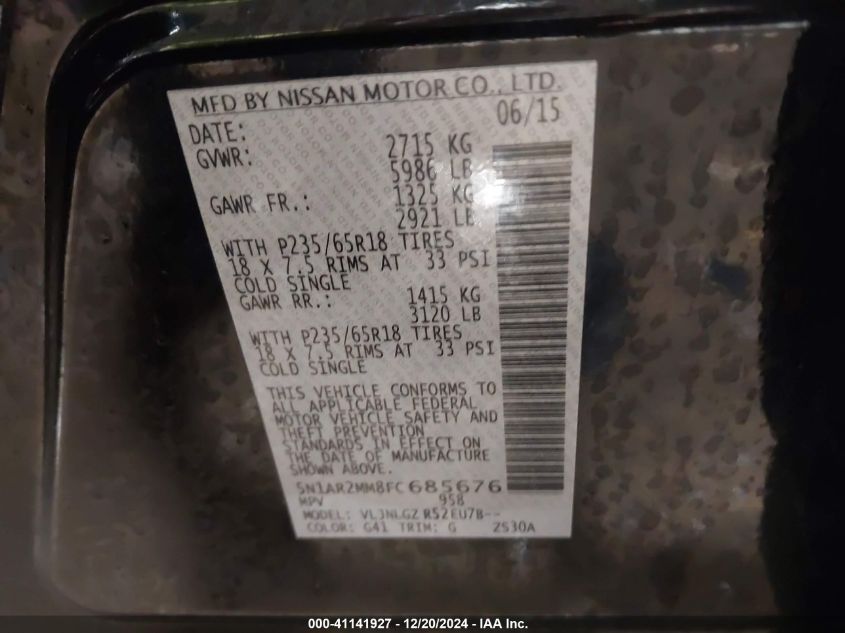 MFD BY NISSAN MOTOR CO., LTD.
DATE: 06/15
GVWR: 2715 KG
5986 LB
GAWR FR.: 1325 KG
2921 LB
WITH P235/65R18 TIRES
18 X 7.5 RIMS AT 33 PSI
COLD SINGLE
GAWR RR.: 1415 KG
3120 LB
WITH P235/65R18 TIRES
18 X 7.5 RIMS AT 33 PSI
COLD SINGLE
THIS VEHICLE CONFORMS TO
ALL APPLICABLE FEDERAL
MOTOR VEHICLE SAFETY AND
THEFT PREVENTION
STANDARDS IN EFFECT ON
THE DATE OF MANUFACTURE
SHOWN ABOVE.
5N1AR2MM8FC685676
MPV 958
MODEL: VLJNLGZ R52EU7B--
COLOR: G41 TRIM: G ZS30A
000-41141927 - 12/20/2024 - IAA Inc.